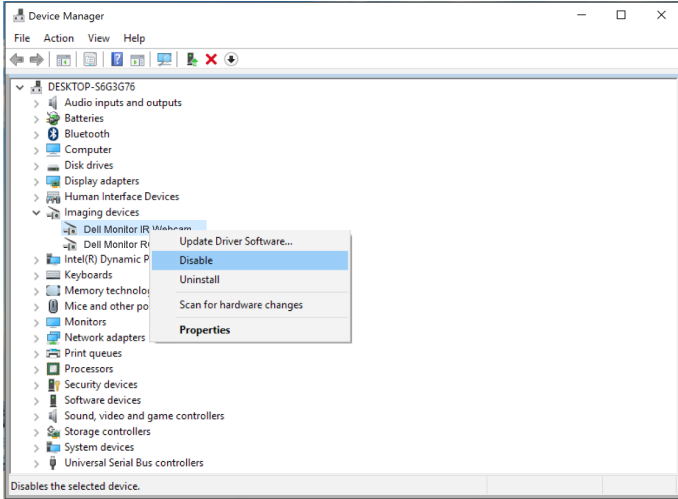 Device Manager
File Action View Help
DESKTOP-S6G3G76
Audio inputs and outputs
Batteries
Bluetooth
Computer
Disk drives
Display adapters
Human Interface Devices
Imaging devices
Dell Monitor IR Webcam
Dell Monitor
Update Driver Software...
Intel(R) Dynamic
Disable
Keyboards
Uninstall
Memory
Mice and other
Scan for hardware changes
Monitors
Properties
Network adapters
Print queues
Processors
Security devices
Software devices
Sound, video and game controllers
Storage controllers
System devices
Universal Serial Bus controllers
Disables the selected device.